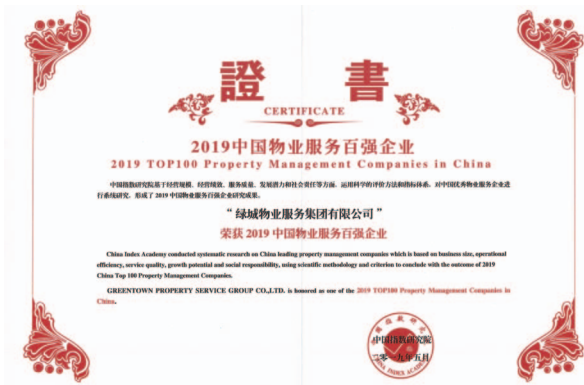 證 書
CERTIFICATE
2019中国物业服务百强企业
2019 TOP100 Property Management Companies in China
中国指数研究院基于经营规模、经营绩效、服务质量、发展潜力和社会责任等方面，运用科学的评价方法和指标体系，对中国优秀物业服务企业进
行系统研究，形成了 2019 中国物业服务百强企业研究成果。
“绿城物业服务集团有限公司”
荣获 2019 中国物业服务百强企业
China Index Academy conducted systematic research on China leading property management companies which is based on business size, operational
efficiency, service quality, growth potential and social responsibility, using scientific methodology and criterion to conclude with the outcome of 2019
China Top 100 Property Management Companies.
GREENTOWN PROPERTY SERVICE GROUP CO.,LTD. is honored as one of the 2019 TOP100 Property Management Companies in
China.
中国指数研究院
二〇一九年五月
CHINA INDEX ACADEMY